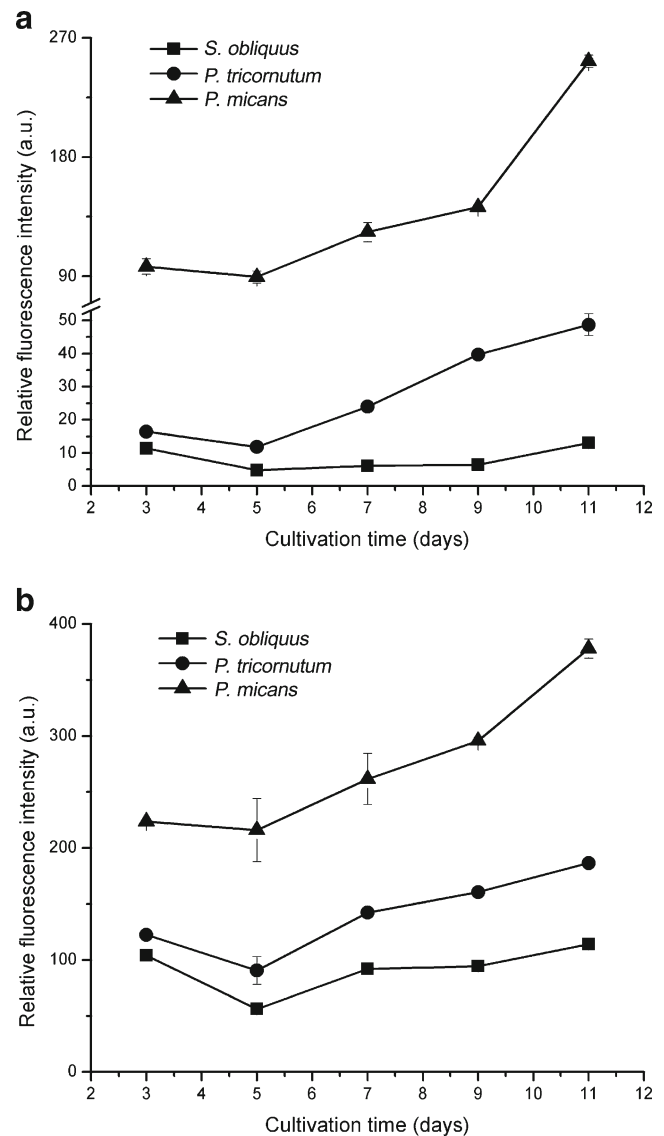 a
Relative fluorescence intensity (a.u.)
270
180
90
50
40
30
20
10
0
S. obliquus
P. tricornutum
P. micans
2 3 4 5 6 7 8 9 10 11 12
Cultivation time (days)
b
Relative fluorescence intensity (a.u.)
400
300
200
100
0
S. obliquus
P. tricornutum
P. micans
2 3 4 5 6 7 8 9 10 11 12
Cultivation time (days)